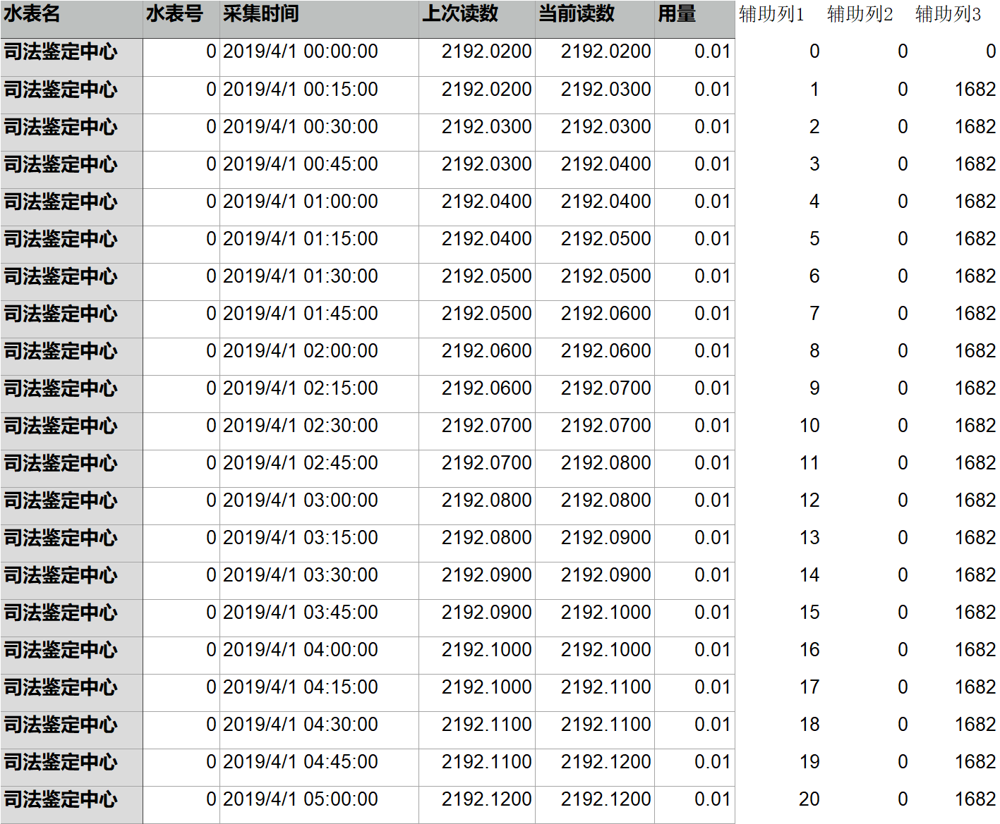 水表名 水表号 采集时间 上次读数 当前读数 用量 辅助列1 辅助列2 辅助列3
司法鉴定中心 0 2019/4/1 00:00:00 2192.0200 2192.0200 0.01 0 0 0
司法鉴定中心 0 2019/4/1 00:15:00 2192.0200 2192.0300 0.01 1 0 1682
司法鉴定中心 0 2019/4/1 00:30:00 2192.0300 2192.0300 0.01 2 0 1682
司法鉴定中心 0 2019/4/1 00:45:00 2192.0300 2192.0400 0.01 3 0 1682
司法鉴定中心 0 2019/4/1 01:00:00 2192.0400 2192.0400 0.01 4 0 1682
司法鉴定中心 0 2019/4/1 01:15:00 2192.0400 2192.0500 0.01 5 0 1682
司法鉴定中心 0 2019/4/1 01:30:00 2192.0500 2192.0500 0.01 6 0 1682
司法鉴定中心 0 2019/4/1 01:45:00 2192.0500 2192.0600 0.01 7 0 1682
司法鉴定中心 0 2019/4/1 02:00:00 2192.0600 2192.0600 0.01 8 0 1682
司法鉴定中心 0 2019/4/1 02:15:00 2192.0600 2192.0700 0.01 9 0 1682
司法鉴定中心 0 2019/4/1 02:30:00 2192.0700 2192.0700 0.01 10 0 1682
司法鉴定中心 0 2019/4/1 02:45:00 2192.0700 2192.0800 0.01 11 0 1682
司法鉴定中心 0 2019/4/1 03:00:00 2192.0800 2192.0800 0.01 12 0 1682
司法鉴定中心 0 2019/4/1 03:15:00 2192.0800 2192.0900 0.01 13 0 1682
司法鉴定中心 0 2019/4/1 03:30:00 2192.0900 2192.0900 0.01 14 0 1682
司法鉴定中心 0 2019/4/1 03:45:00 2192.0900 2192.1000 0.01 15 0 1682
司法鉴定中心 0 2019/4/1 04:00:00 2192.1000 2192.1000 0.01 16 0 1682
司法鉴定中心 0 2019/4/1 04:15:00 2192.1000 2192.1100 0.01 17 0 1682
司法鉴定中心 0 2019/4/1 04:30:00 2192.1100 2192.1100 0.01 18 0 1682
司法鉴定中心 0 2019/4/1 04:45:00 2192.1100 2192.1200 0.01 19 0 1682
司法鉴定中心 0 2019/4/1 05:00:00 2192.1200 2192.1200 0.01 20 0 1682